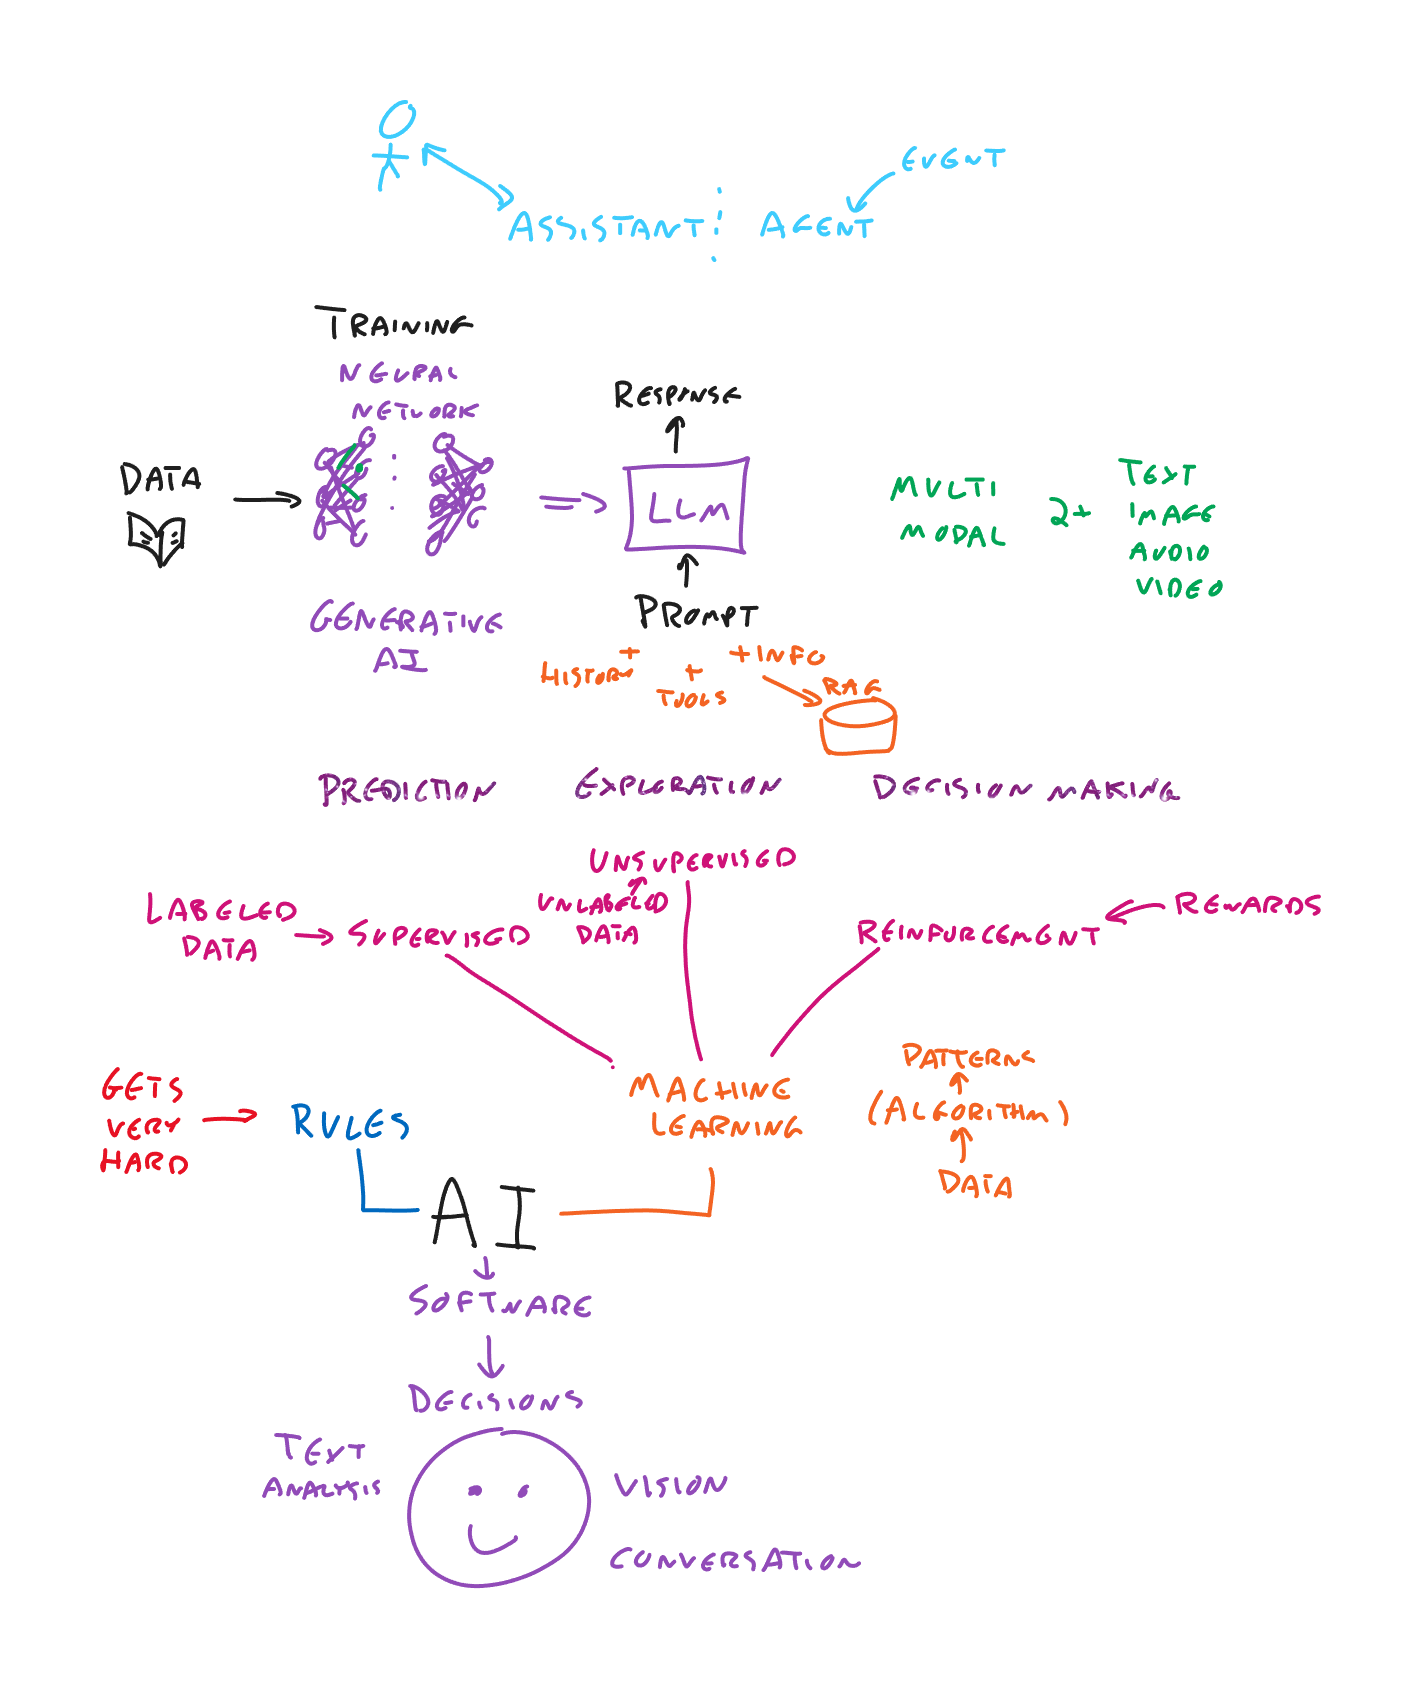 EVENT
ASSISTANT
AGENT
TRAINING
NEURAL
NETWORK
RESPONSE
DATA
LLM
MULTI
MODAL
2+
TEXT
IMAGE
AUDIO
VIDEO
GENERATIVE
AI
PROMPT
+
HISTORY
+
TOOLS
+INFO
RAG
PREDICTION
EXPLORATION
DECISION MAKING
UNSUPERVISED
LABELED
DATA
SUPERVISED
UNLABELED
DATA
REINFORCEMENT
REWARDS
PATTERNS
(ALGORITHM)
DATA
MACHINE
LEARNING
GETS
VERY
HARD
RULES
AI
SOFTWARE
DECISIONS
TEXT
ANALYSIS
VISION
CONVERSATION